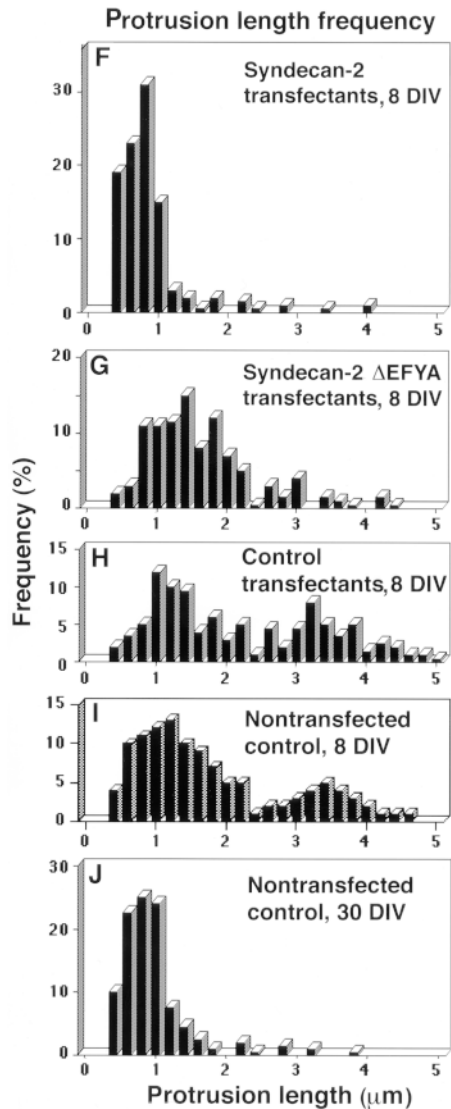 Protrusion length frequency
F
Syndecan-2
transfectants, 8 DIV
30
20
10
0
0 1 2 3 4 5
G
Syndecan-2 ΔEFYA
transfectants, 8 DIV
20
10
0
0 1 2 3 4 5
H
Control
transfectants, 8 DIV
15
10
5
0
0 1 2 3 4 5
I
Nontransfected
control, 8 DIV
15
10
5
0
0 1 2 3 4 5
J
Nontransfected
control, 30 DIV
30
20
10
0
0 1 2 3 4 5
Frequency (%)
Protrusion length (μm)